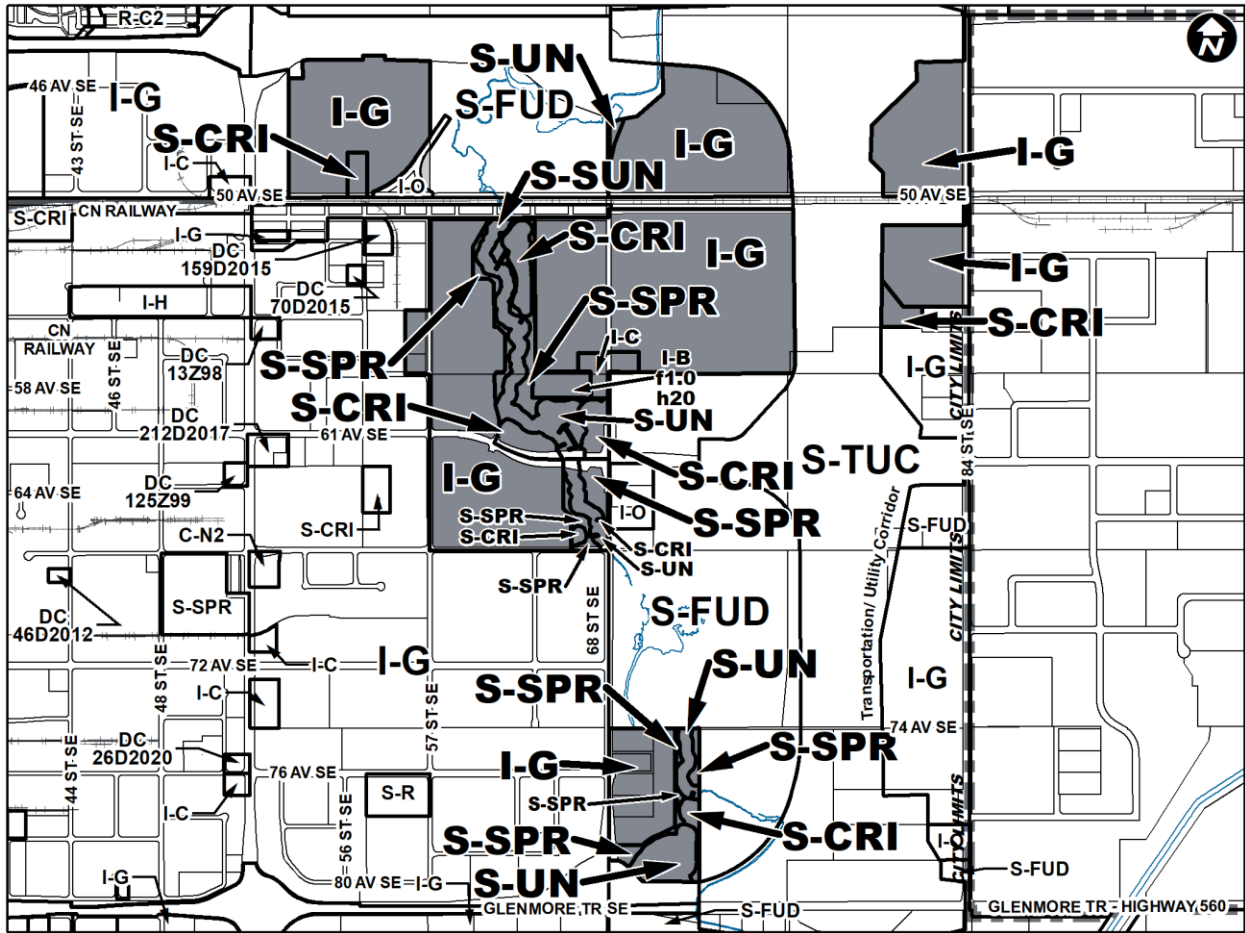 R-C2
N
46 AV SE
I-G
43 ST SE
I-G
S-UN
S-FUD
I-G
I-G
S-CRI
I-C
50 AV SE
I-O
S-SUN
50 AV SE
S-CRI
CN RAILWAY
I-G
S-CRI
I-G
I-G
DC
159D2015
DC
70D2015
I-H
S-SPR
S-CRI
CN
RAILWAY
DC
13Z98
S-SPR
I-C
I-B
f1.0
h20
I-G
CITY LIMITS
58 AV SE
46 ST SE
S-CRI
S-UN
DC
212D2017
61 AV SE
S-CRI
S-TUC
84 ST SE
64 AV SE
DC
125Z99
I-G
S-CRI
S-SPR
I-O
S-SPR
S-CRI
S-FUD
C-N2
S-CRI
S-UN
S-SPR
Transportation/ Utility Corridor
CITY LIMITS
DC
46D2012
S-SPR
68 ST SE
S-FUD
72 AV SE
I-C
I-G
S-UN
S-SPR
48 ST SE
I-C
57 ST SE
I-G
74 AV SE
DC
26D2020
S-SPR
I-G
44 ST SE
76 AV SE
S-R
S-SPR
I-C
56 ST SE
S-CRI
CITY LIMITS
S-SPR
S-UN
S-FUD
I-G
80 AV SE
I-G
GLENMORE TR SE
S-FUD
GLENMORE TR - HIGHWAY 560